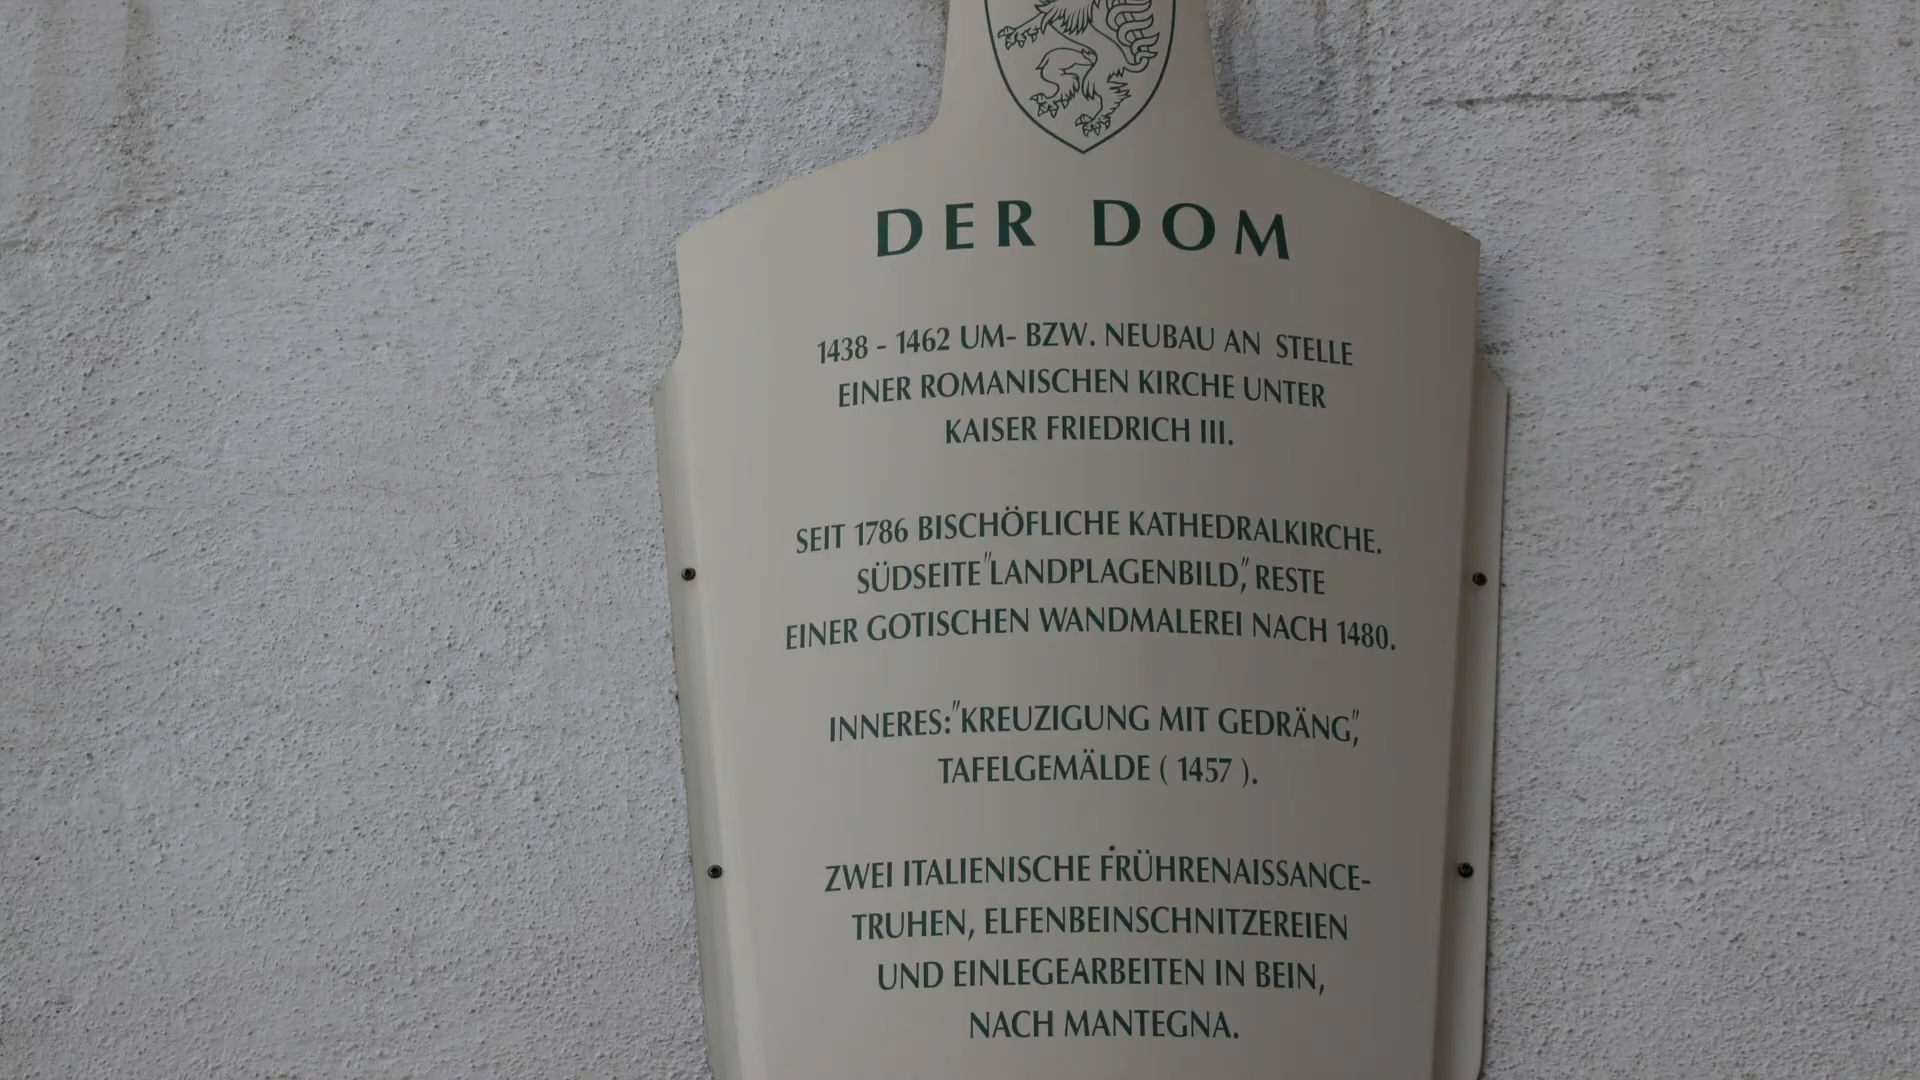 DER DOM
1438 - 1462 UM- BZW. NEUBAU AN STELLE
EINER ROMANISCHEN KIRCHE UNTER
KAISER FRIEDRICH III.
SEIT 1786 BISCHÖFLICHE KATHEDRALKIRCHE.
SÜDSEITE "LANDPLAGENBILD", RESTE
EINER GOTISCHEN WANDMALEREI NACH 1480.
INNERES: "KREUZIGUNG MIT GEDRÄNG",
TAFELGEMÄLDE ( 1457 ).
ZWEI ITALIENISCHE FRÜHRENAISSANCE-
TRUHEN, ELFENBEINSCHNITZEREIEN
UND EINLEGEARBEITEN IN BEIN,
NACH MANTEGNA.